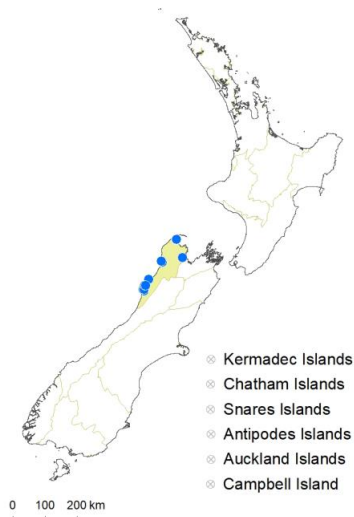 Kermadec Islands
Chatham Islands
Snares Islands
Antipodes Islands
Auckland Islands
Campbell Island
0 100 200 km